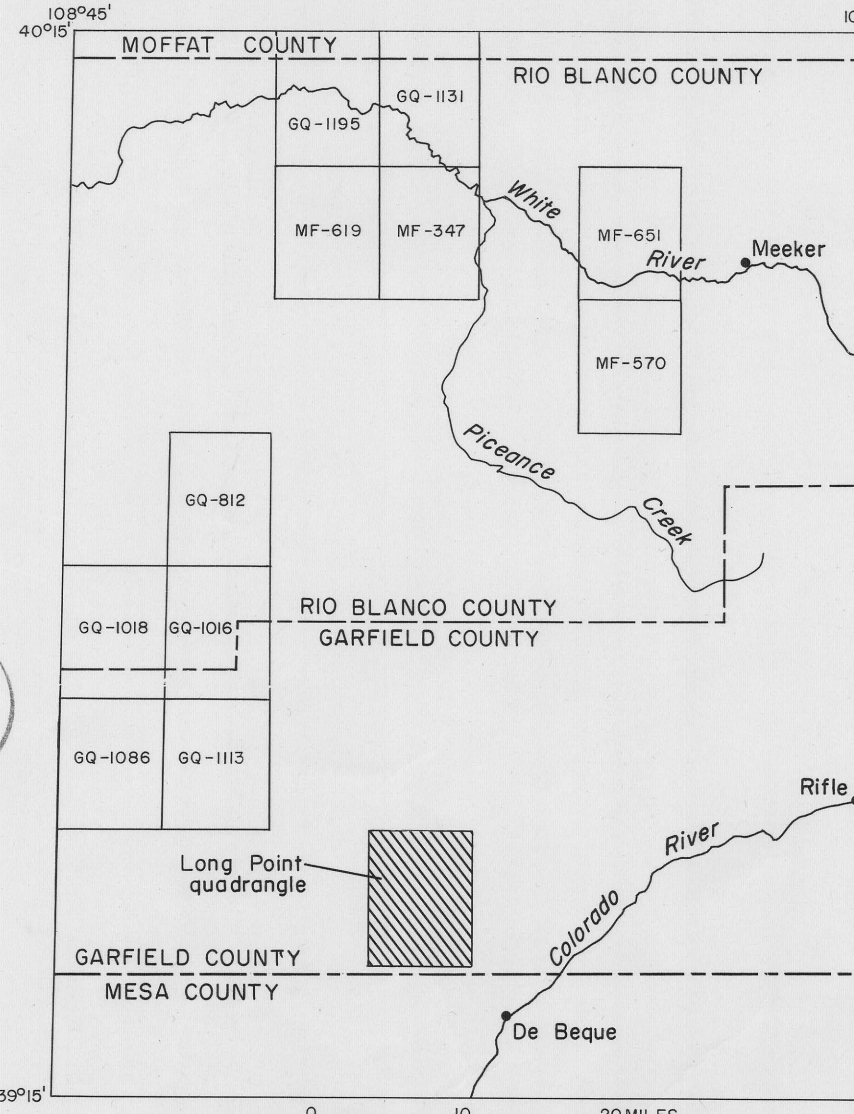 108°45'
40°15'
MOFFAT COUNTY
RIO BLANCO COUNTY
GQ-1131
GQ-1195
White
MF-619
MF-347
MF-651
River
Meeker
MF-570
Piceance
Creek
GQ-812
RIO BLANCO COUNTY
GARFIELD COUNTY
GQ-1018
GQ-1016
GQ-1086
GQ-1113
Rifle
River
Long Point
quadrangle
Colorado
GARFIELD COUNTY
MESA COUNTY
De Beque
39°15'
0 10 20 MILES